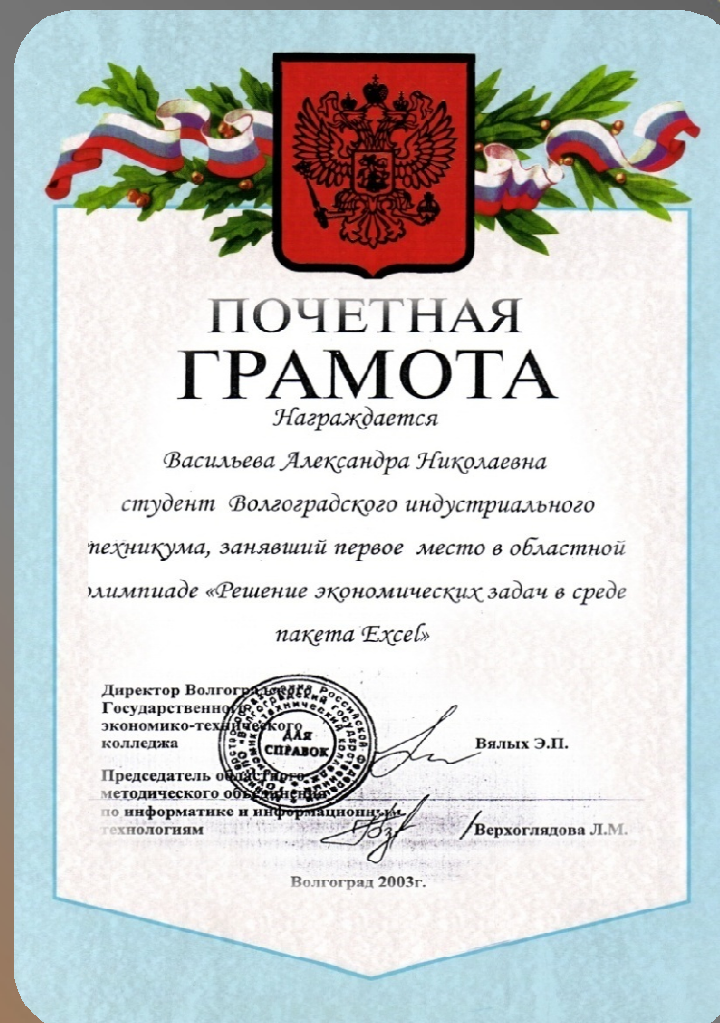 ПОЧЕТНАЯ
ГРАМОТА
Награждается
Васильева Александра Николаевна
студент Волгоградского индустриального
техникума, занявший первое место в областной
олимпиаде «Решение экономических задач в среде
пакета Excel»
Директор Волгоградского
Государственного
экономико-технического
колледжа
Вялых Э.П.
ДЛЯ
СПРАВОК
Председатель областного
методического объединения
по информатике и информационным
технологиям
Верхоглядова Л.М.
Волгоград 2003г.